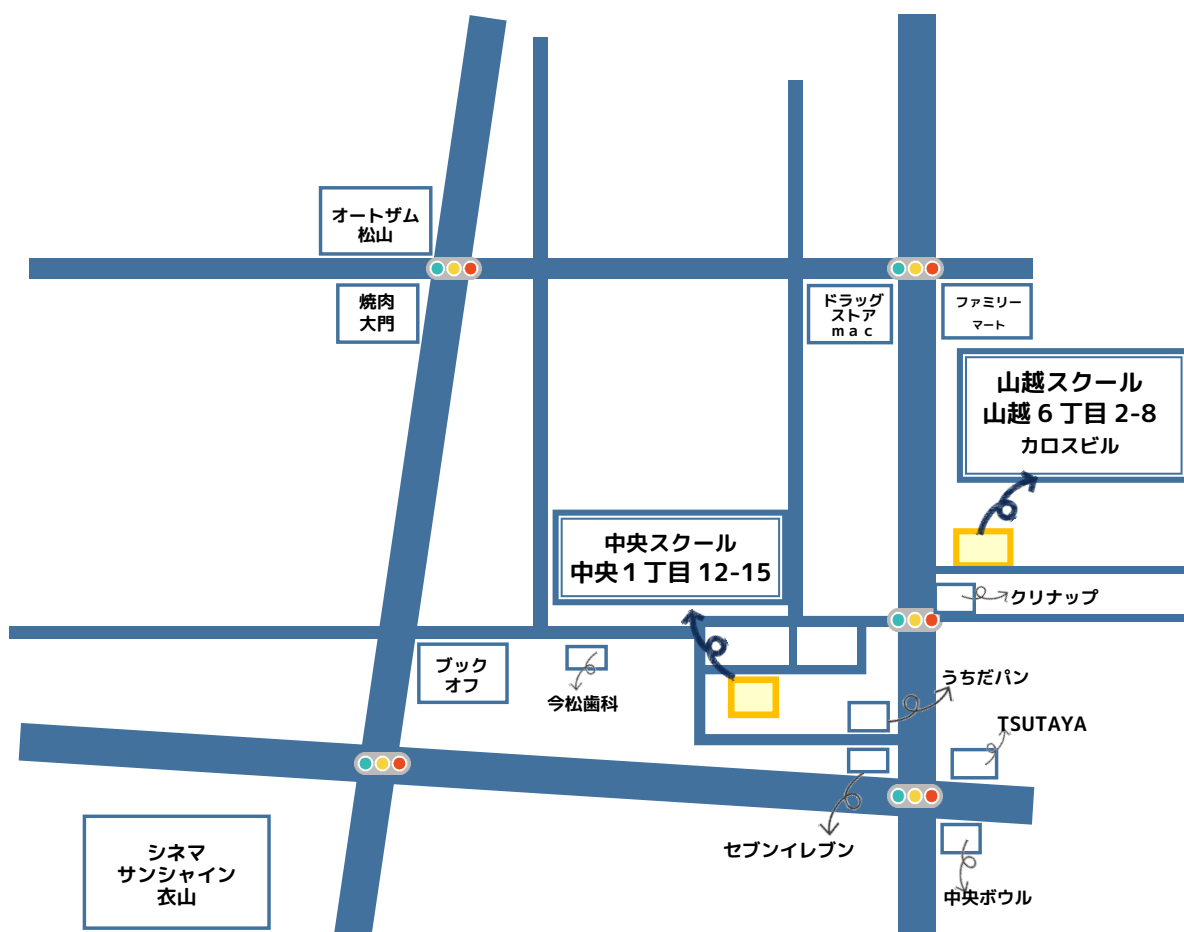 オートザム
松山
焼肉
大門
ドラッグ
ストア
ｍａｃ
ファミリー
マート
山越スクール
山越６丁目 2-8
カロスビル
中央スクール
中央１丁目 12-15
クリナップ
ブック
オフ
今松歯科
うちだパン
TSUTAYA
セブンイレブン
シネマ
サンシャイン
衣山
中央ボウル